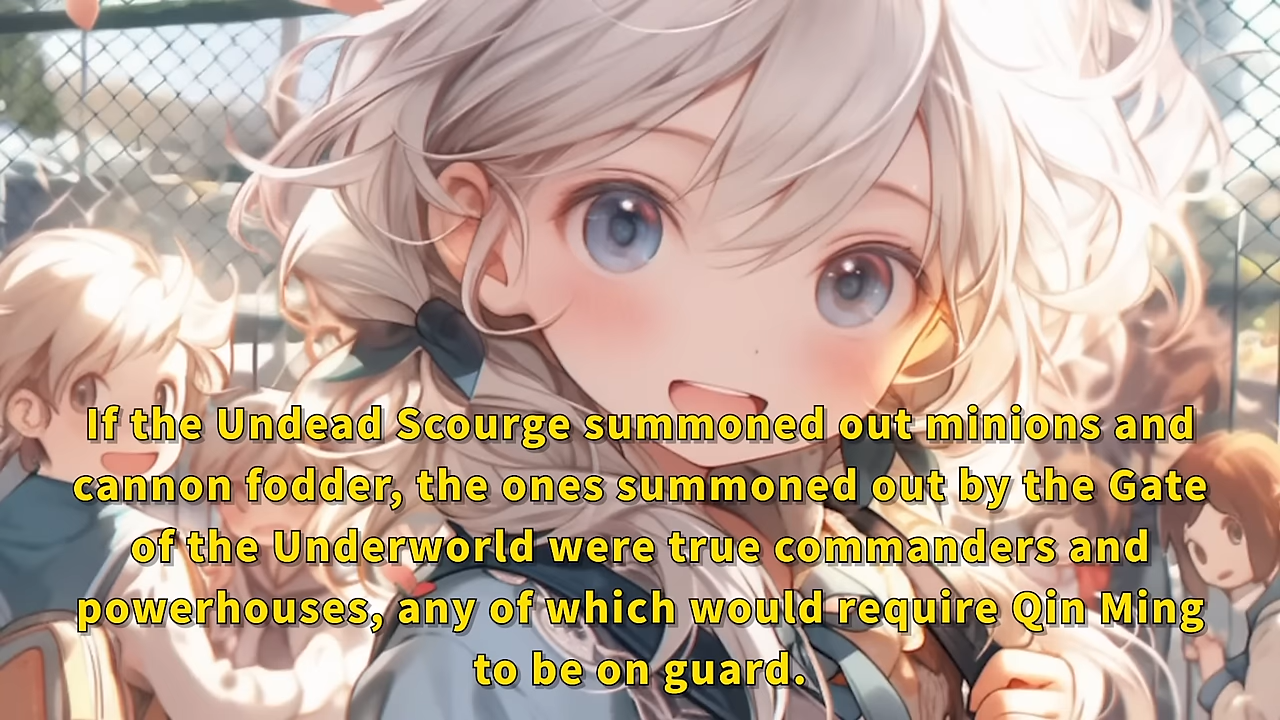 If the Undead Scourge summoned out minions and
cannon fodder, the ones summoned out by the Gate
of the Underworld were true commanders and
powerhouses, any of which would require Qin Ming
to be on guard.